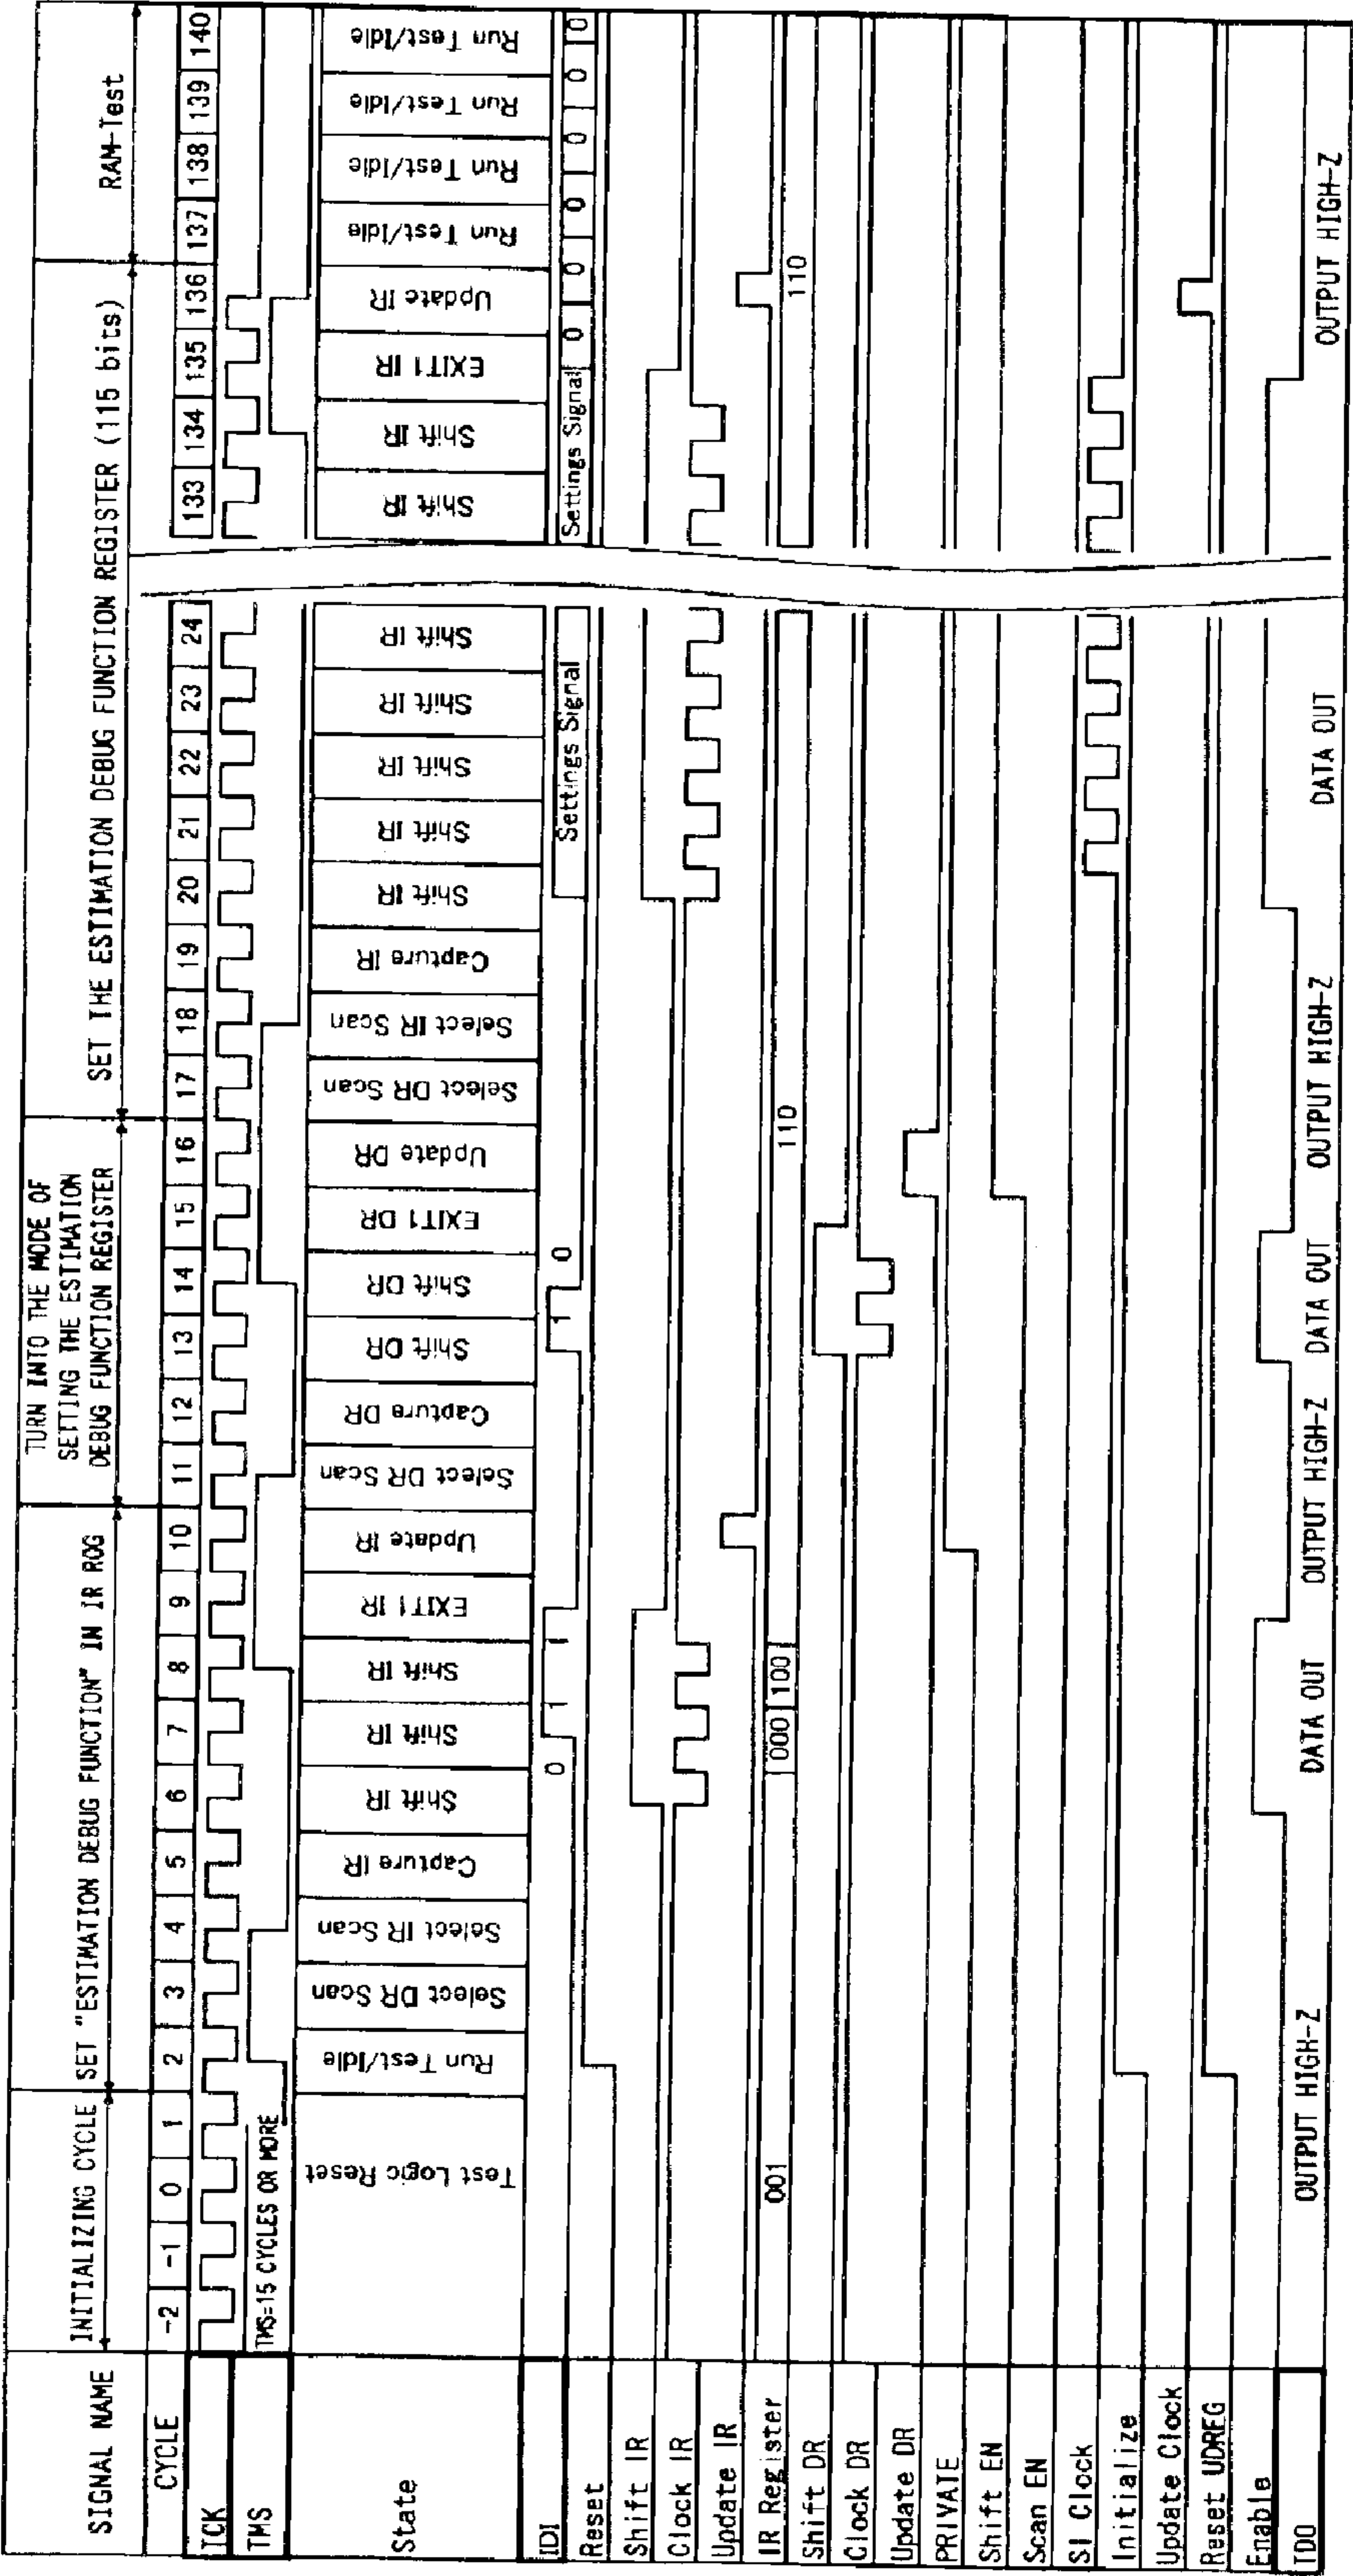 SIGNAL NAME
INITIALIZING CYCLE
SET "ESTIMATION DEBUG FUNCTION" IN IR ROG
TURN INTO THE MODE OF
SETTING THE ESTIMATION
DEBUG FUNCTION REGISTER
SET THE ESTIMATION DEBUG FUNCTION REGISTER (115 bits)
RAM-Test
CYCLE -2 -1 0 1 2 3 4 5 6 7 8 9 10 11 12 13 14 15 16 17 18 19 20 21 22 23 24 133 134 135 136 137 138 139 140
TCK
TMS
TMS=15 CYCLES OR MORE
State
Test Logic Reset
Run Test/Idle
Select DR Scan
Select IR Scan
Capture IR
Shift IR
Shift IR
Shift IR
EXIT1 IR
Update IR
Select DR Scan
Capture DR
Shift DR
Shift DR
EXIT1 DR
Update DR
Select DR Scan
Select IR Scan
Capture IR
Shift IR
Shift IR
Shift IR
Shift IR
Shift IR
Shift IR
Shift IR
EXIT1 IR
Update IR
Run Test/Idle
Run Test/Idle
Run Test/Idle
Run Test/Idle
TDI 0 1 1 1 0 Settings Signal Settings Signal Settings Signal 0 0 0 0 0 0
Reset
Shift IR
Clock IR
Update IR
IR Register 001 000 100 110 110
Shift DR
Clock DR
Update DR
PRIVATE
Shift EN
Scan EN
SI Clock
Initialize
Update Clock
Reset UDREG
Enable
TDO OUTPUT HIGH-Z DATA OUT OUTPUT HIGH-Z DATA OUT OUTPUT HIGH-Z DATA OUT OUTPUT HIGH-Z